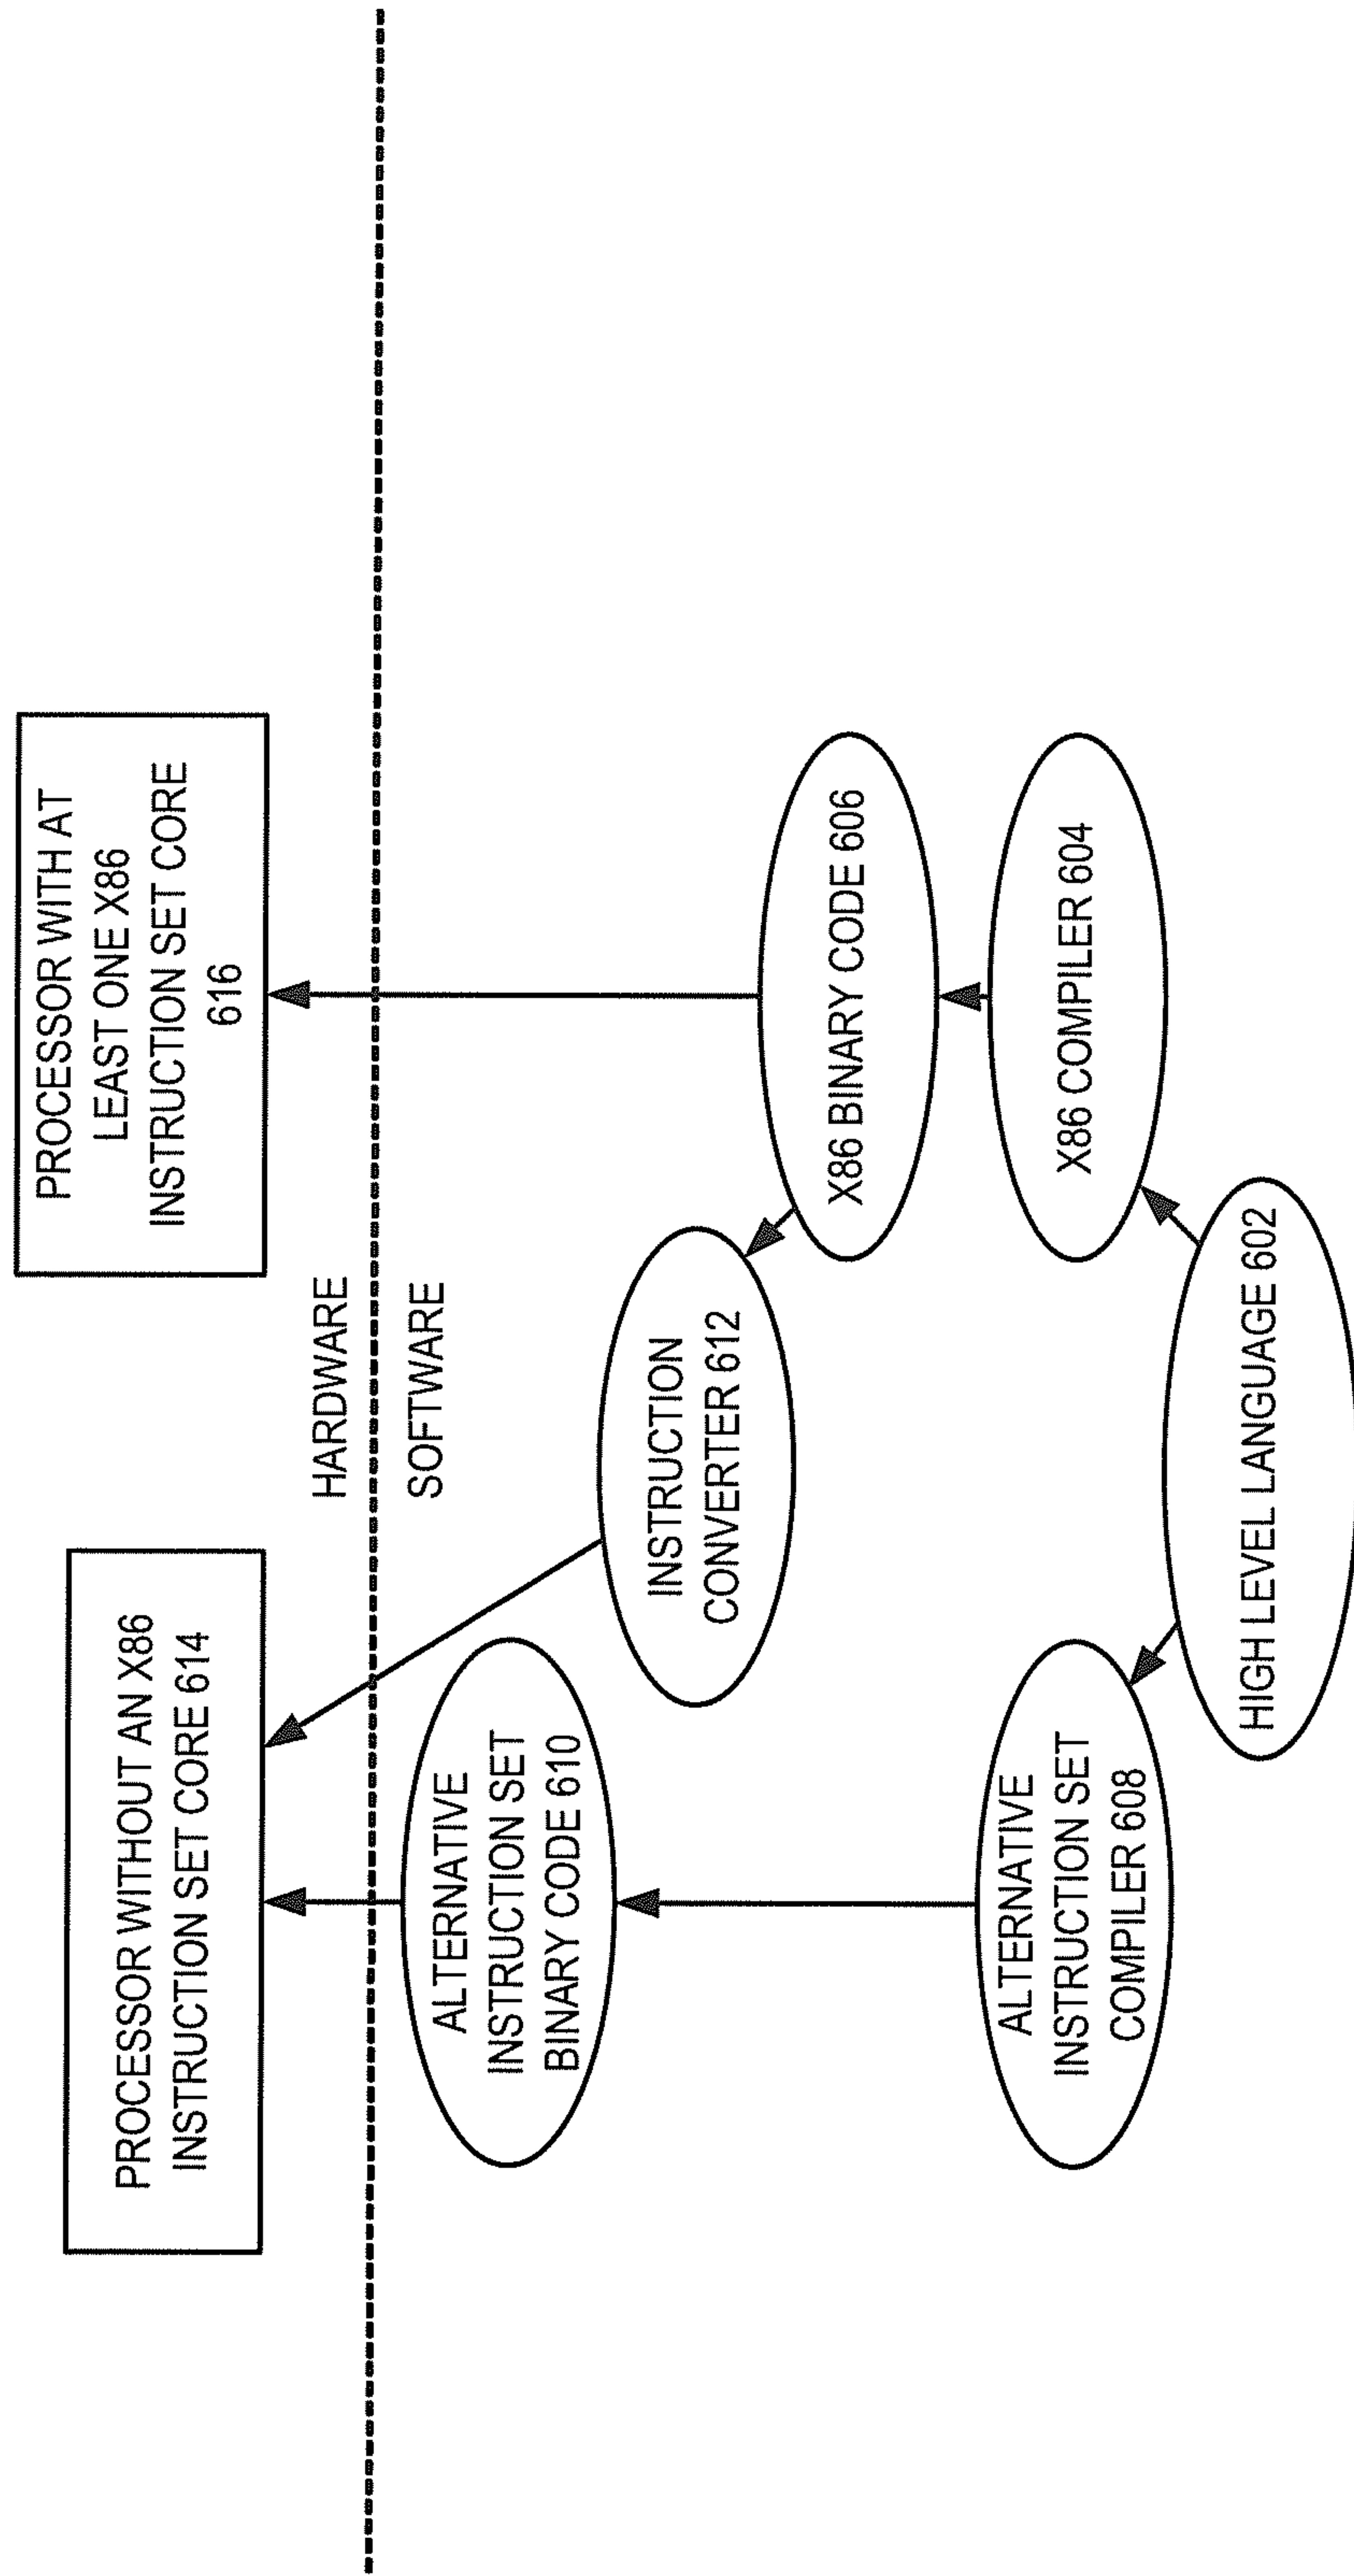 PROCESSOR WITHOUT AN X86
INSTRUCTION SET CORE 614
PROCESSOR WITH AT
LEAST ONE X86
INSTRUCTION SET CORE
616
HARDWARE
SOFTWARE
ALTERNATIVE
INSTRUCTION SET
BINARY CODE 610
INSTRUCTION
CONVERTER 612
X86 BINARY CODE 606
ALTERNATIVE
INSTRUCTION SET
COMPILER 608
X86 COMPILER 604
HIGH LEVEL LANGUAGE 602